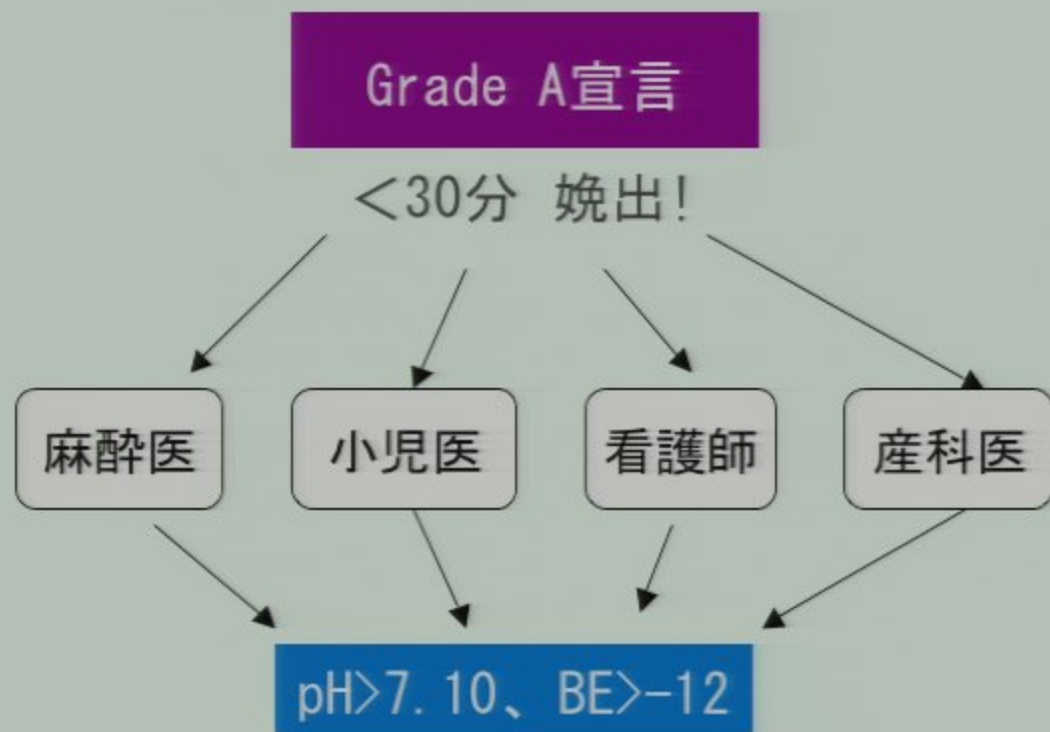 Grade A宣言
<30分 娩出!
麻酔医
小児医
看護師
産科医
pH>7.10、BE>-12